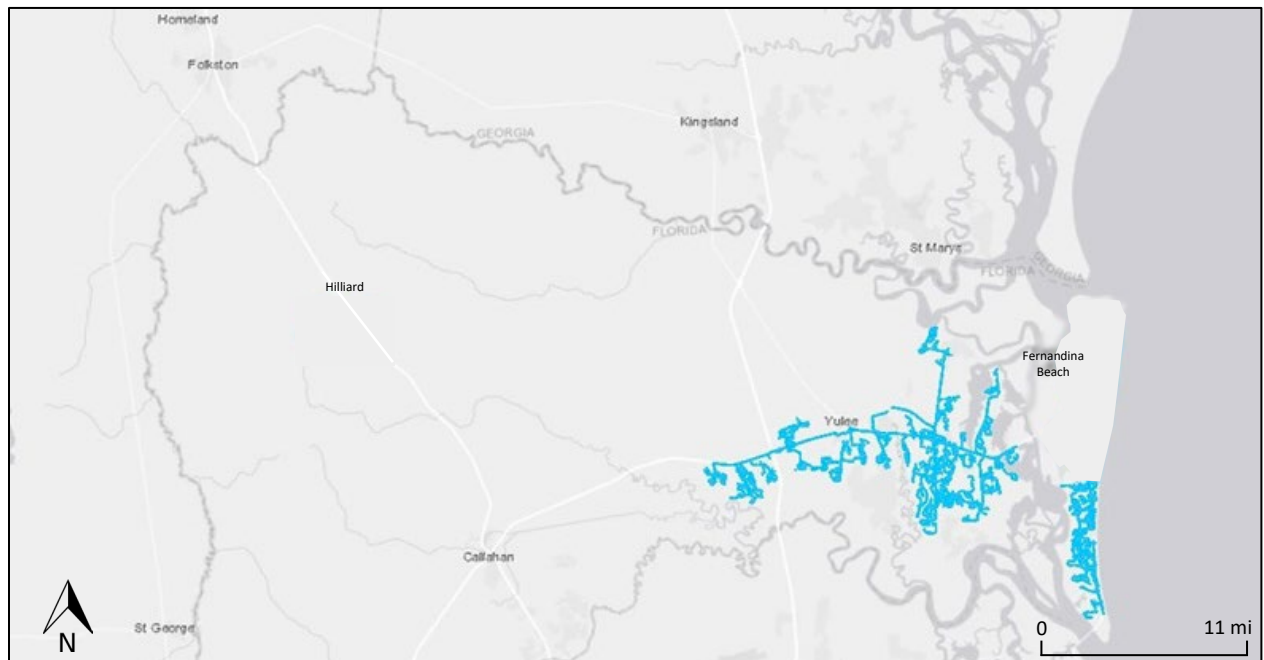 Homeland
Folkston
Kingsland
GEORGIA
FLORIDA
St Marys
FLORIDA
GEORGIA
Hilliard
Fernandina
Beach
Yulee
Callahan
St George
N
0
11 mi